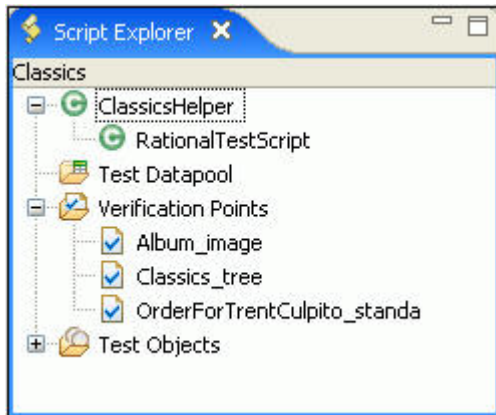 Script Explorer
Classics
ClassicsHelper
RationalTestScript
Test Datapool
Verification Points
Album_image
Classics_tree
OrderForTrentCulpito_standa
Test Objects